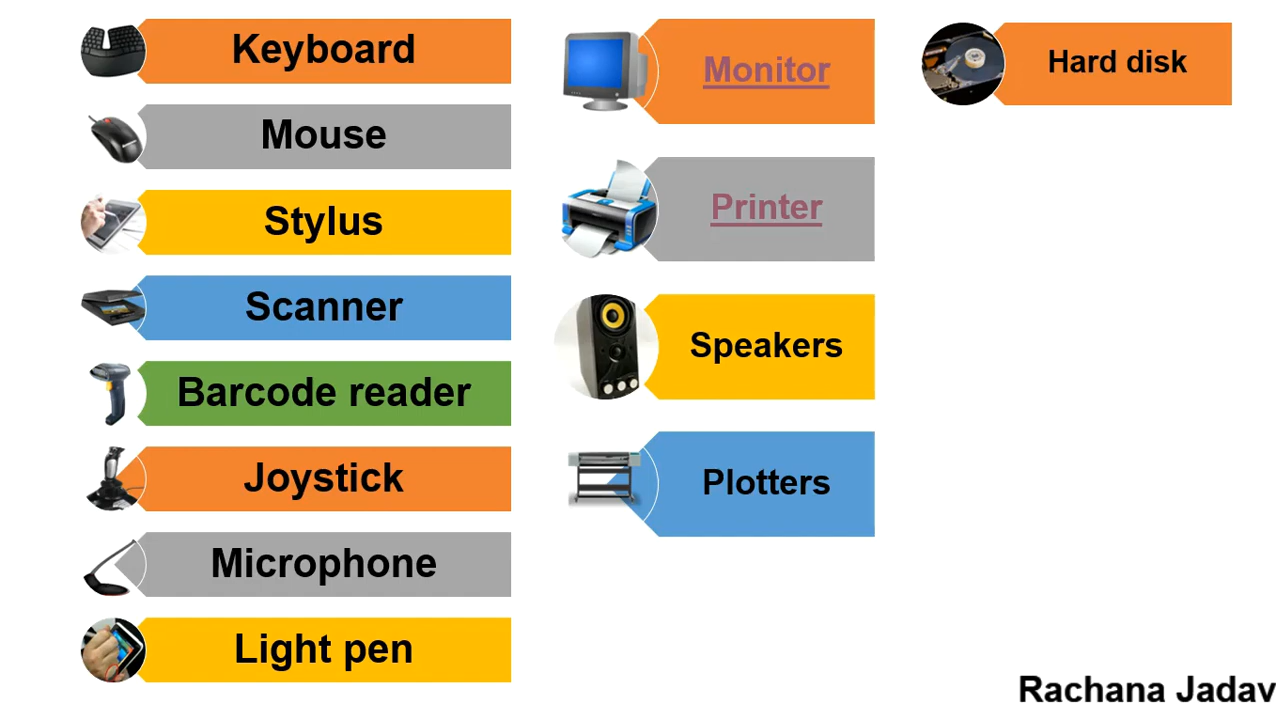 Keyboard
Mouse
Stylus
Scanner
Barcode reader
Joystick
Microphone
Light pen
Monitor
Printer
Speakers
Plotters
Hard disk
Rachana Jadav